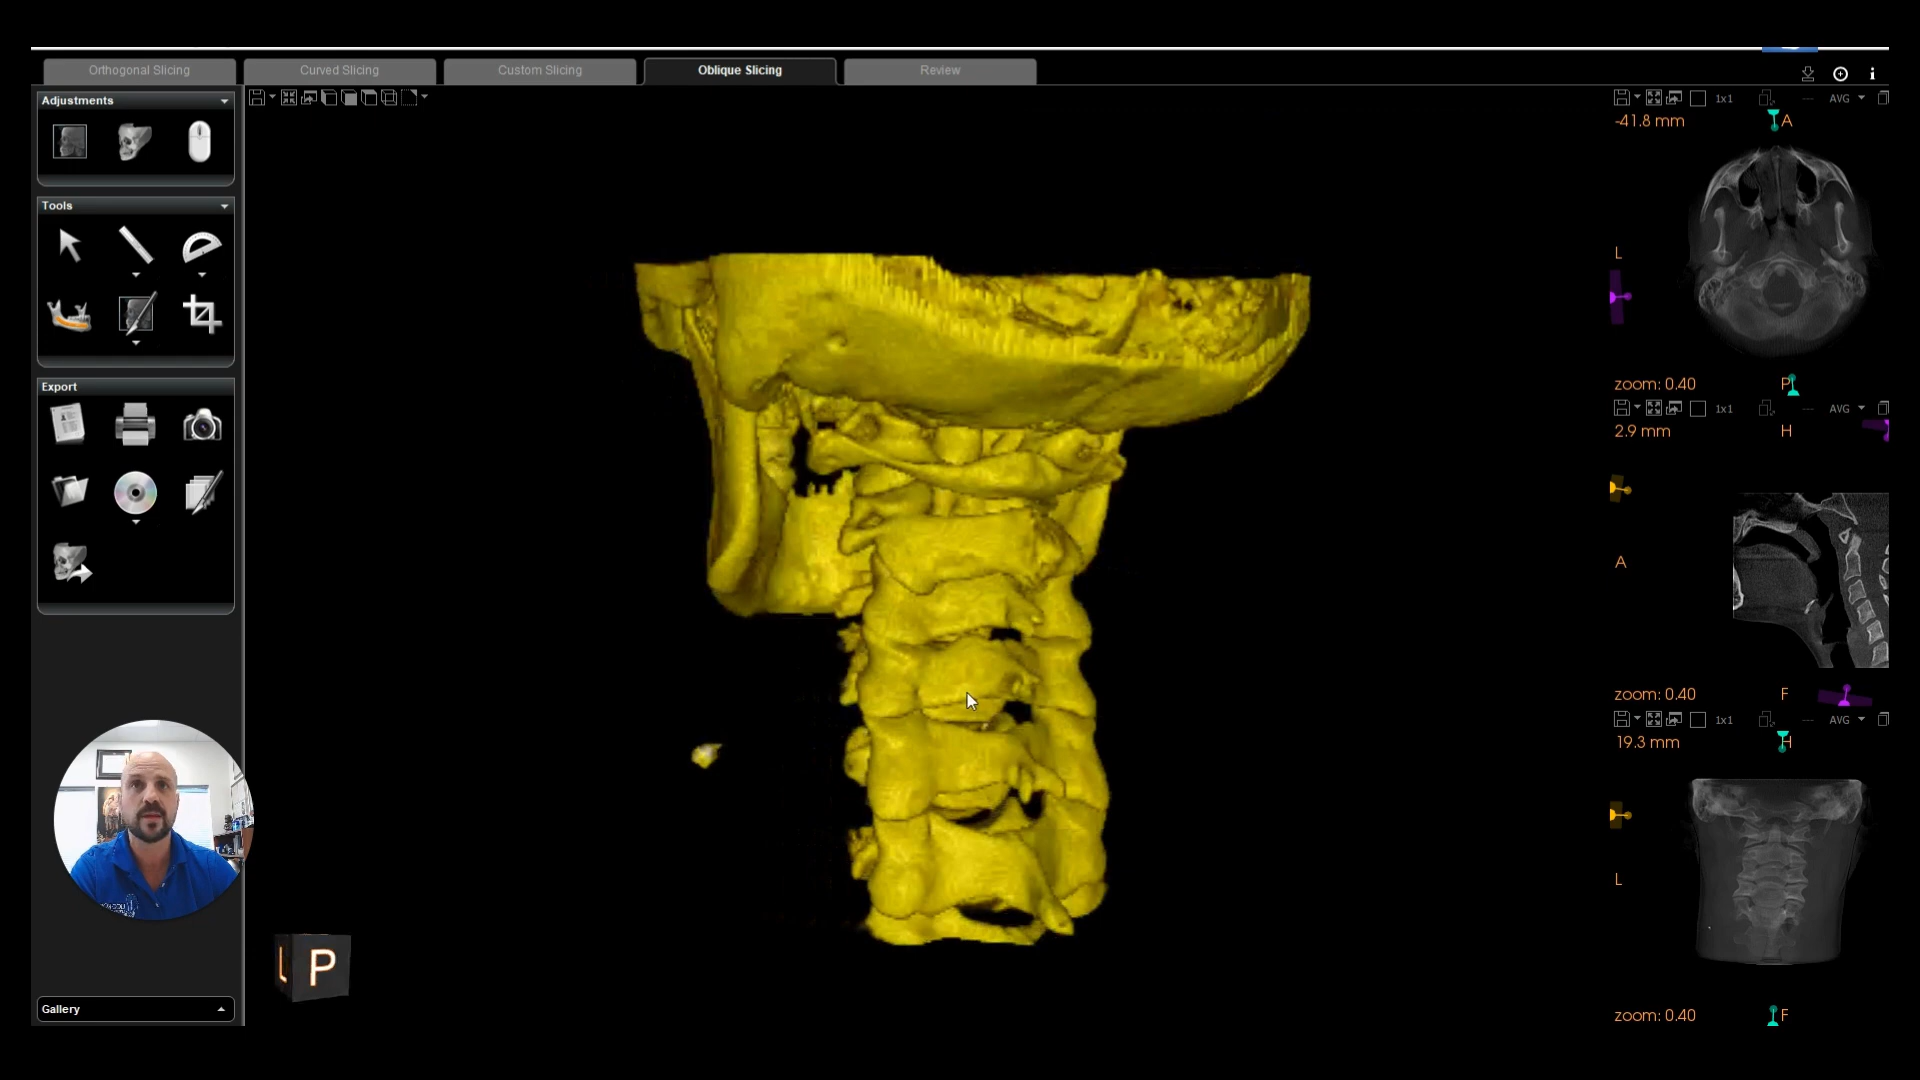 Orthogonal Slicing
Curved Slicing
Custom Slicing
Oblique Slicing
Review
Adjustments
Tools
Export
Gallery
L P
1x1
AVG
-41.8 mm
A
L
zoom: 0.40
P
1x1
AVG
2.9 mm
H
A
zoom: 0.40
F
1x1
AVG
19.3 mm
H
L
zoom: 0.40
F